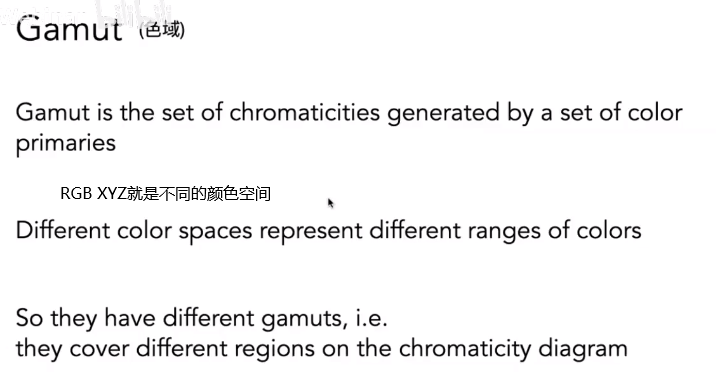 Gamut (色域)
Gamut is the set of chromaticities generated by a set of color
primaries
RGB XYZ就是不同的颜色空间
Different color spaces represent different ranges of colors
So they have different gamuts, i.e.
they cover different regions on the chromaticity diagram